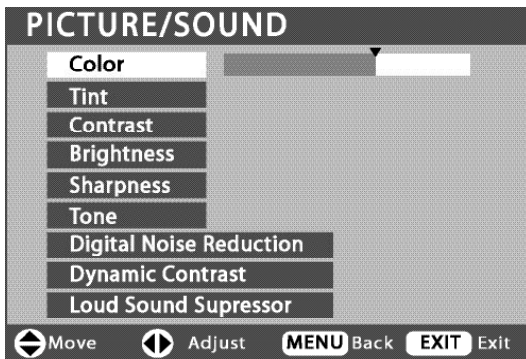 PICTURE/SOUND
Color
Tint
Contrast
Brightness
Sharpness
Tone
Digital Noise Reduction
Dynamic Contrast
Loud Sound Supressor
Move Adjust MENU Back EXIT Exit